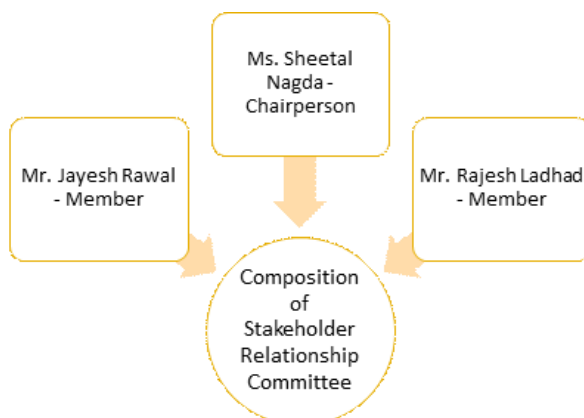 Ms. Sheetal
Nagda -
Chairperson
Mr. Jayesh Rawal
- Member
Mr. Rajesh Ladhad
- Member
Composition
of
Stakeholder
Relationship
Committee